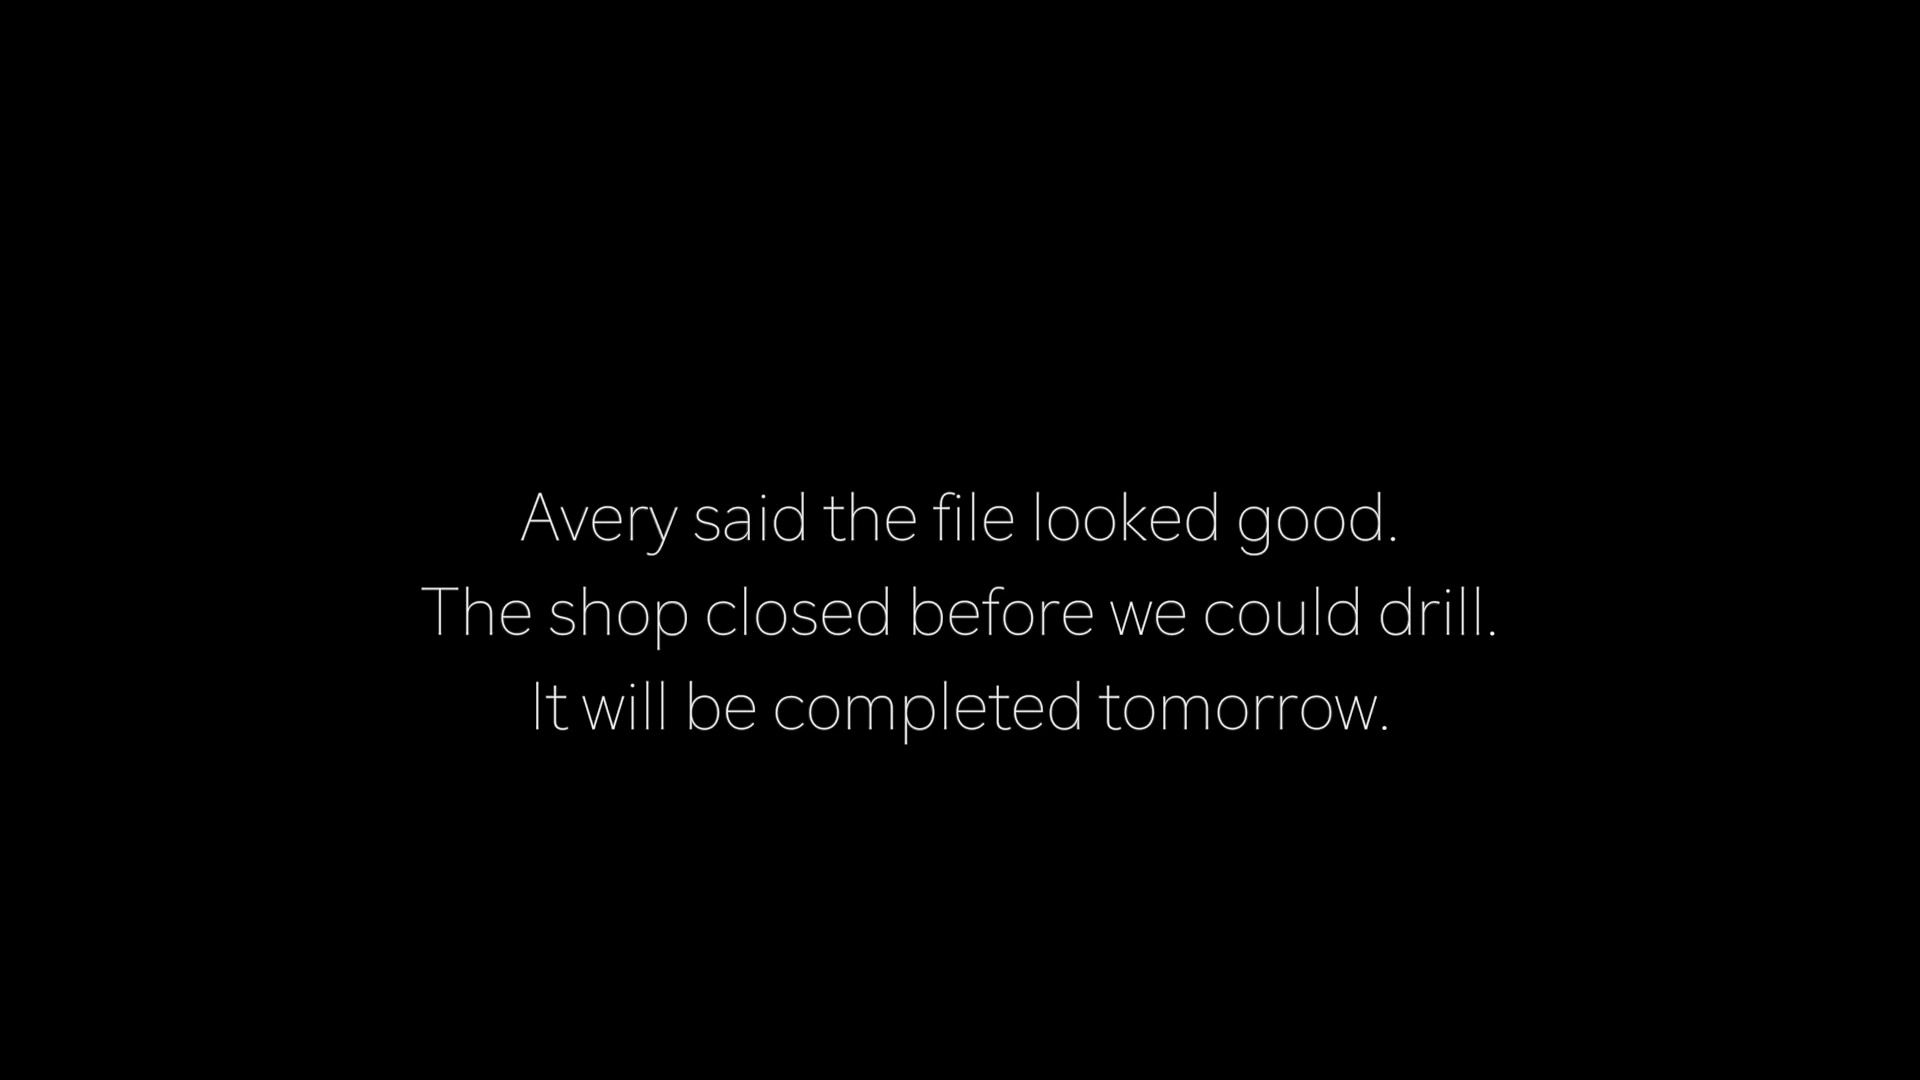 Avery said the file looked good.
The shop closed before we could drill.
It will be completed tomorrow.